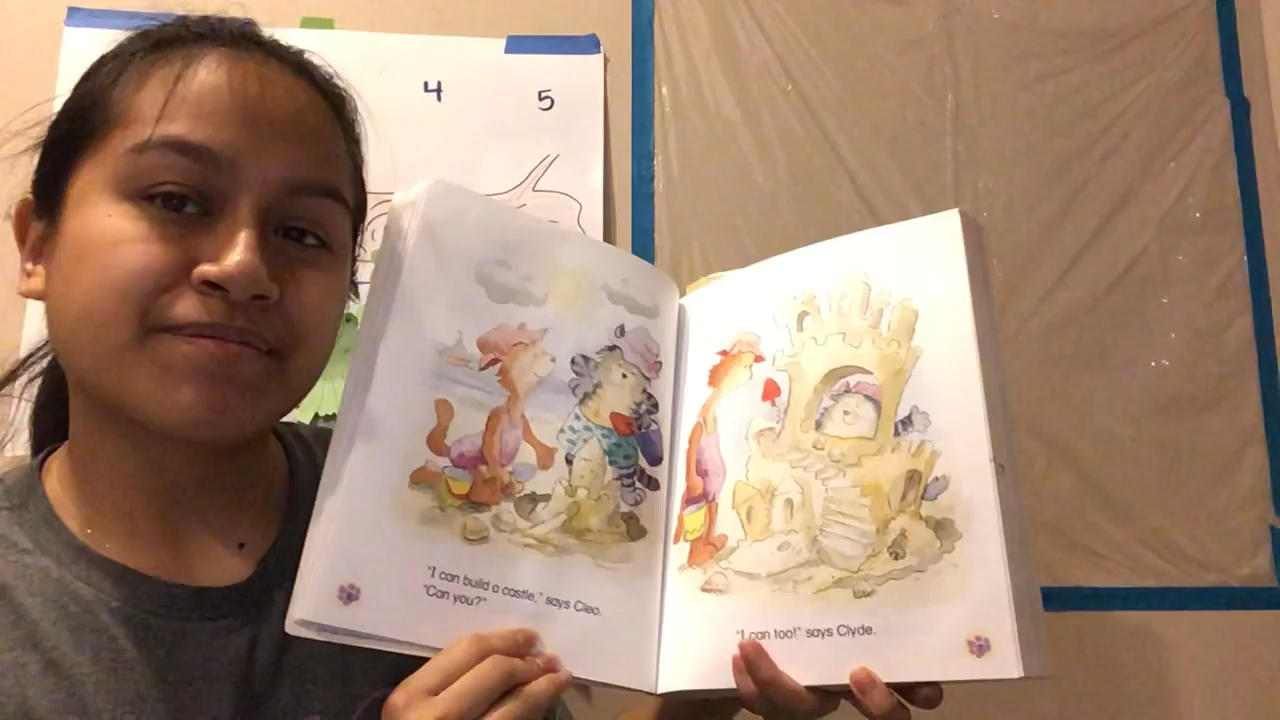 4 5
"I can build a castle," says Cleo.
"Can you?"
"I can too!" says Clyde.